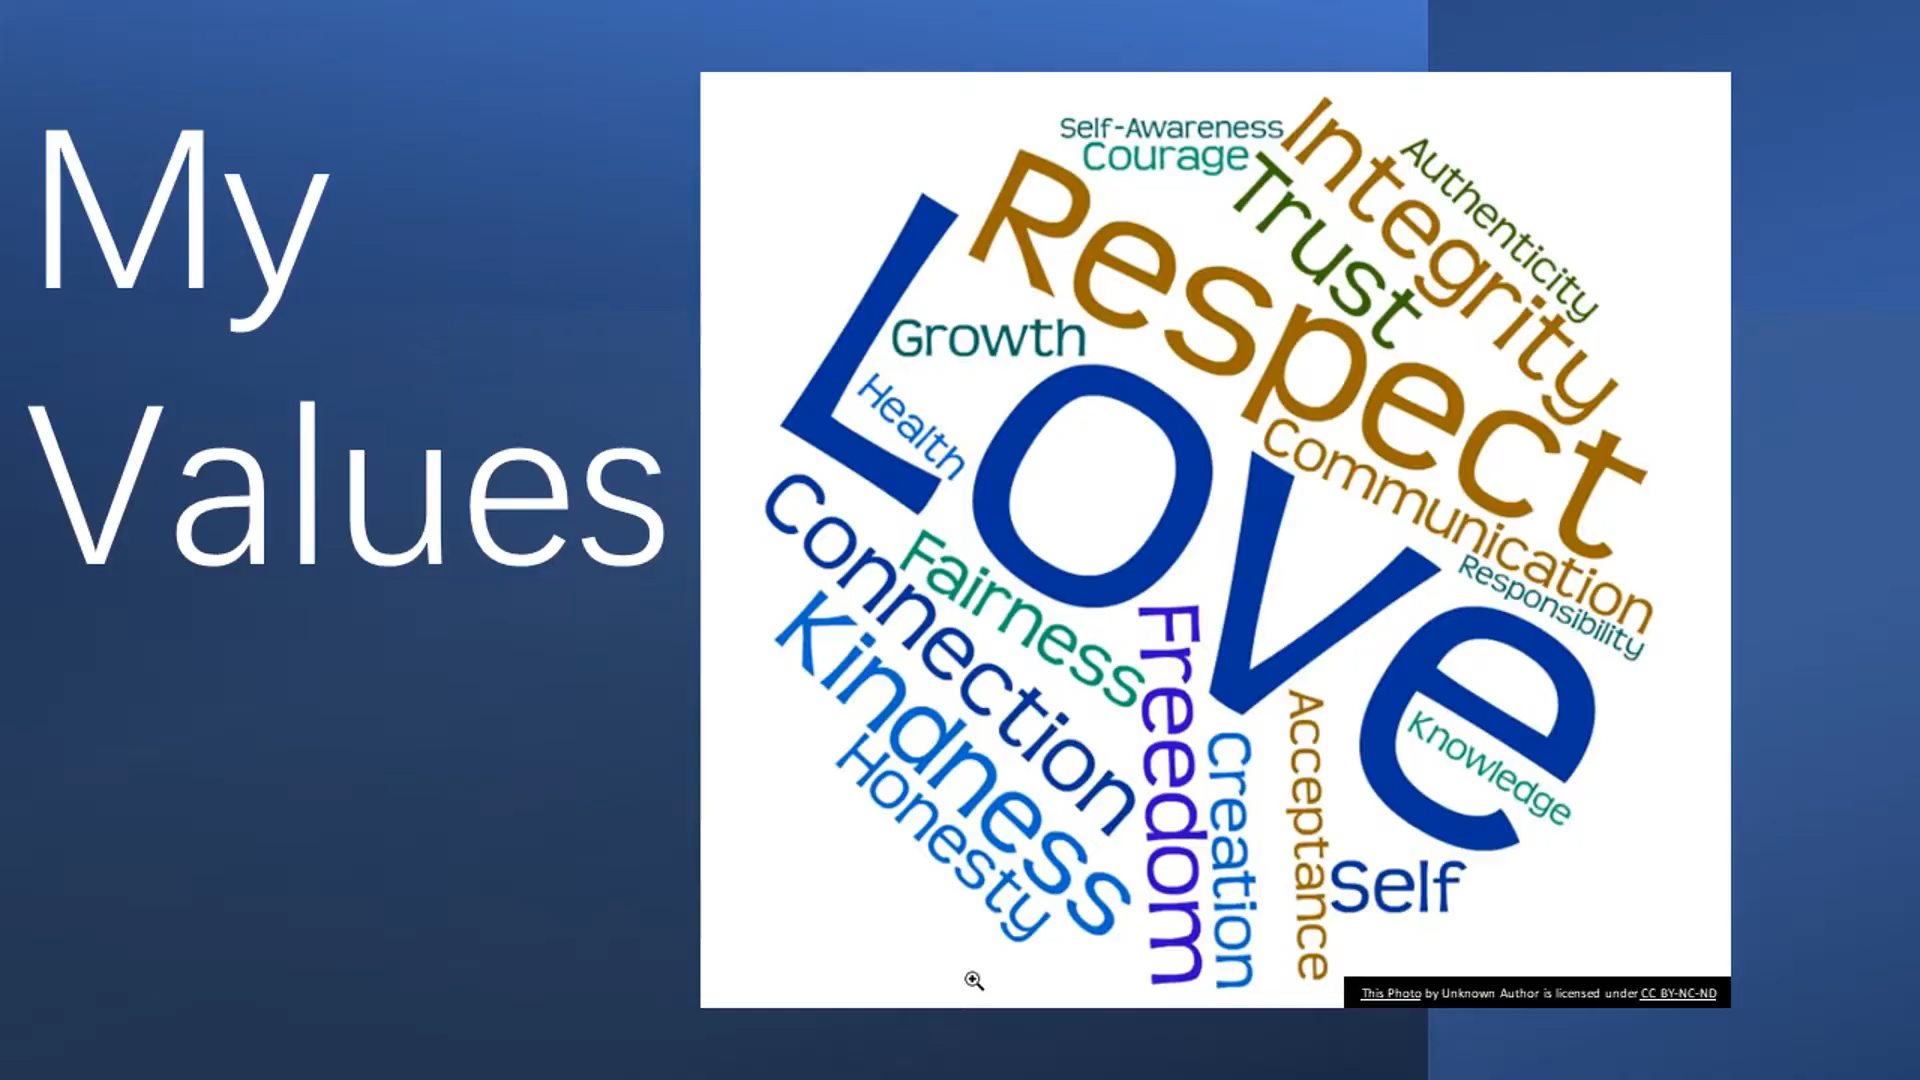 My
Values
Self-Awareness
Courage
Integrity
Authenticity
Trust
Respect
Love
Growth
Health
Communication
Responsibility
Connection
Fairness
Kindness
Honesty
Freedom
Creation
Acceptance
Knowledge
Self
This Photo by Unknown Author is licensed under CC BY-NC-ND